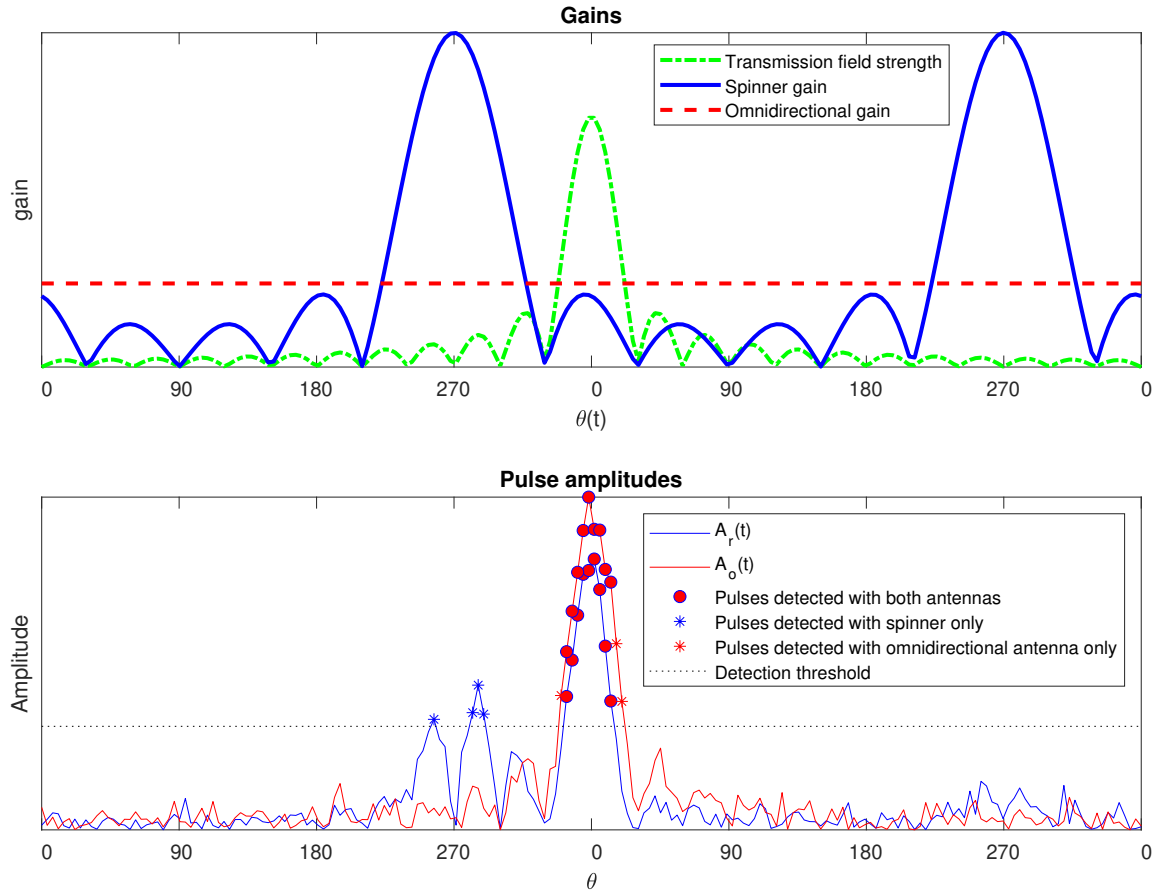 Gains
Transmission field strength
Spinner gain
Omnidirectional gain
gain
0 90 180 270 0 90 180 270 0
θ(t)
Pulse amplitudes
A_r(t)
A_o(t)
Pulses detected with both antennas
Pulses detected with spinner only
Pulses detected with omnidirectional antenna only
Detection threshold
Amplitude
0 90 180 270 0 90 180 270 0
θ